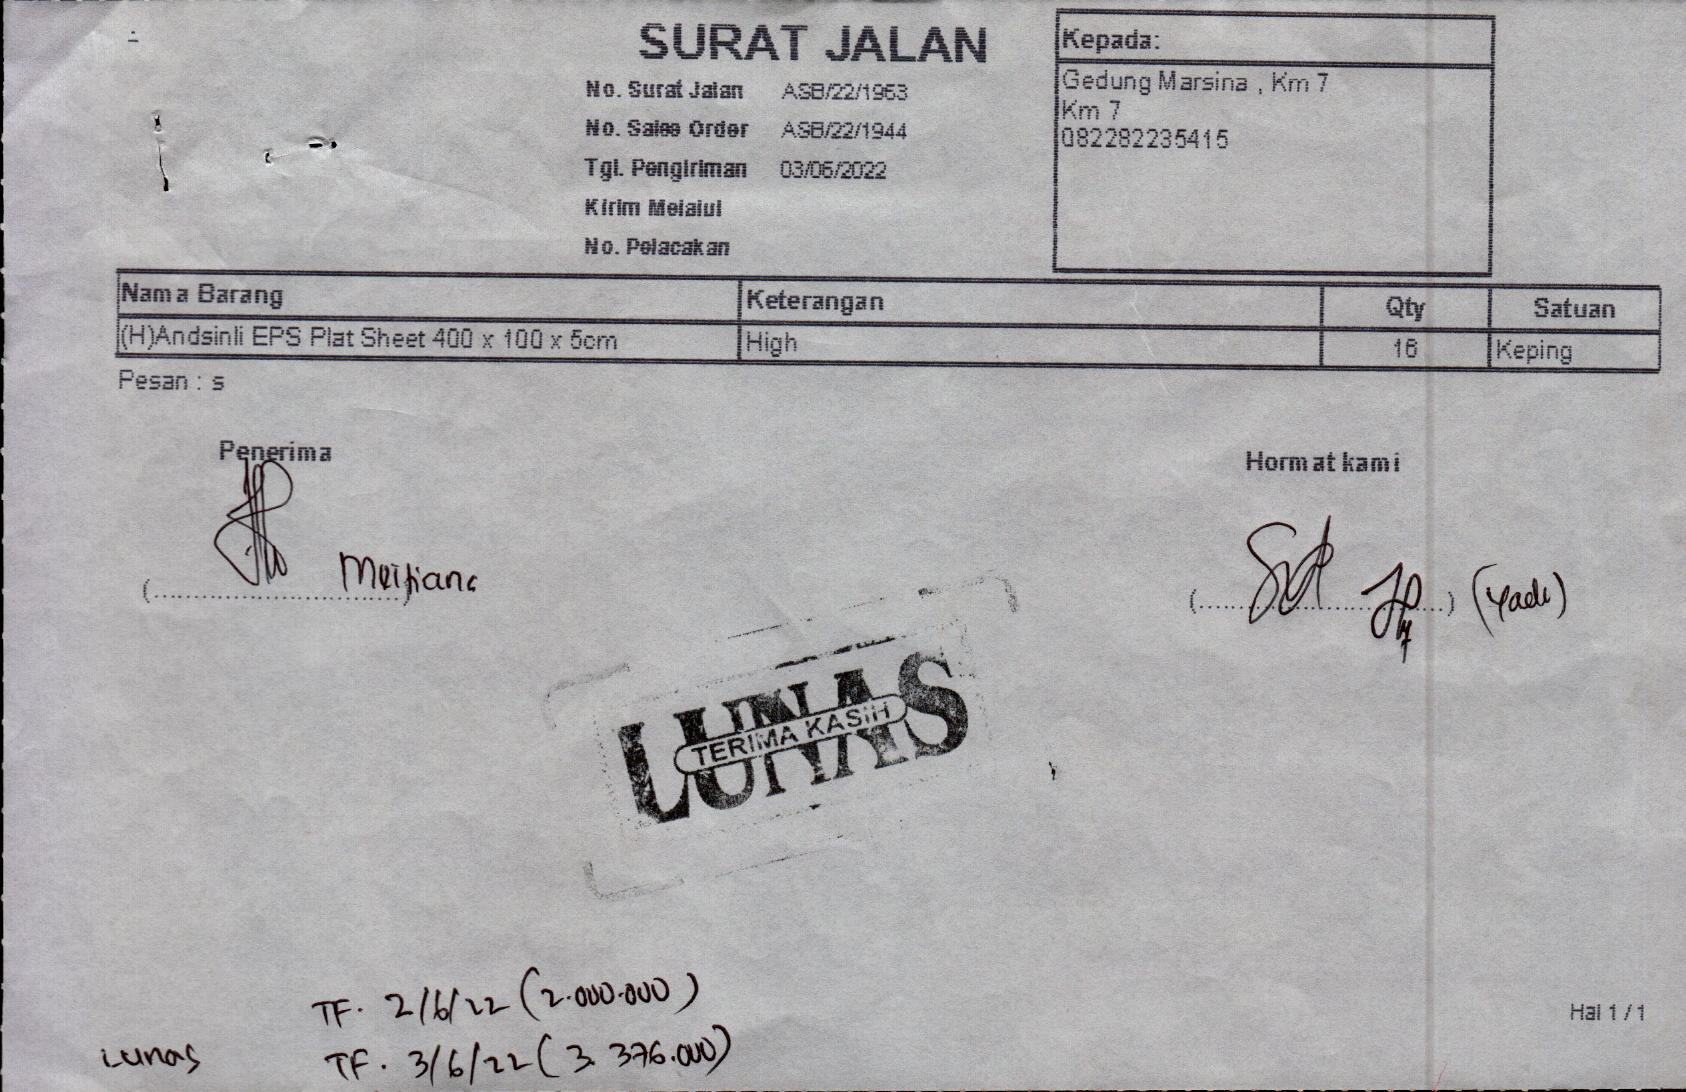 SURAT JALAN
No. Surat Jalan ASB/22/1963
No. Sales Order ASB/22/1944
Tgl. Pengiriman 03/06/2022
Kirim Melalui
No. Pelacakan
Kepada:
Gedung Marsina , Km 7
Km 7
082282235415
Nama Barang Keterangan Qty Satuan
(H)Andsinli EPS Plat Sheet 400 x 100 x 5cm High 16 Keping
Pesan : s
Penerima
Hormat kami
(..............................)
(..............................) (Yadi)
LUNAS
TERIMA KASIH
TF. 2/6/22 (2.000.000)
Lunas TF. 3/6/22 (3.376.000)
Hal 1 / 1